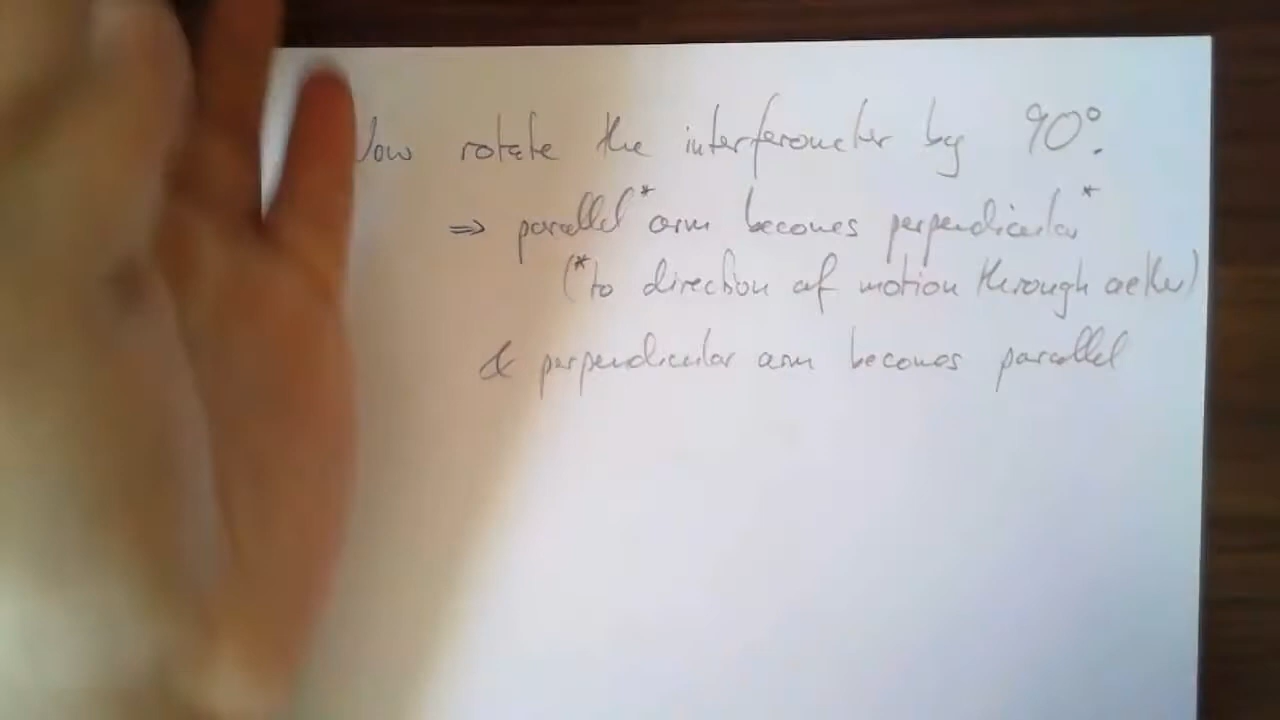 Now rotate the interferometer by 90°.
⇒ parallel* arm becomes perpendicular*
(*to direction of motion through aether)
& perpendicular arm becomes parallel